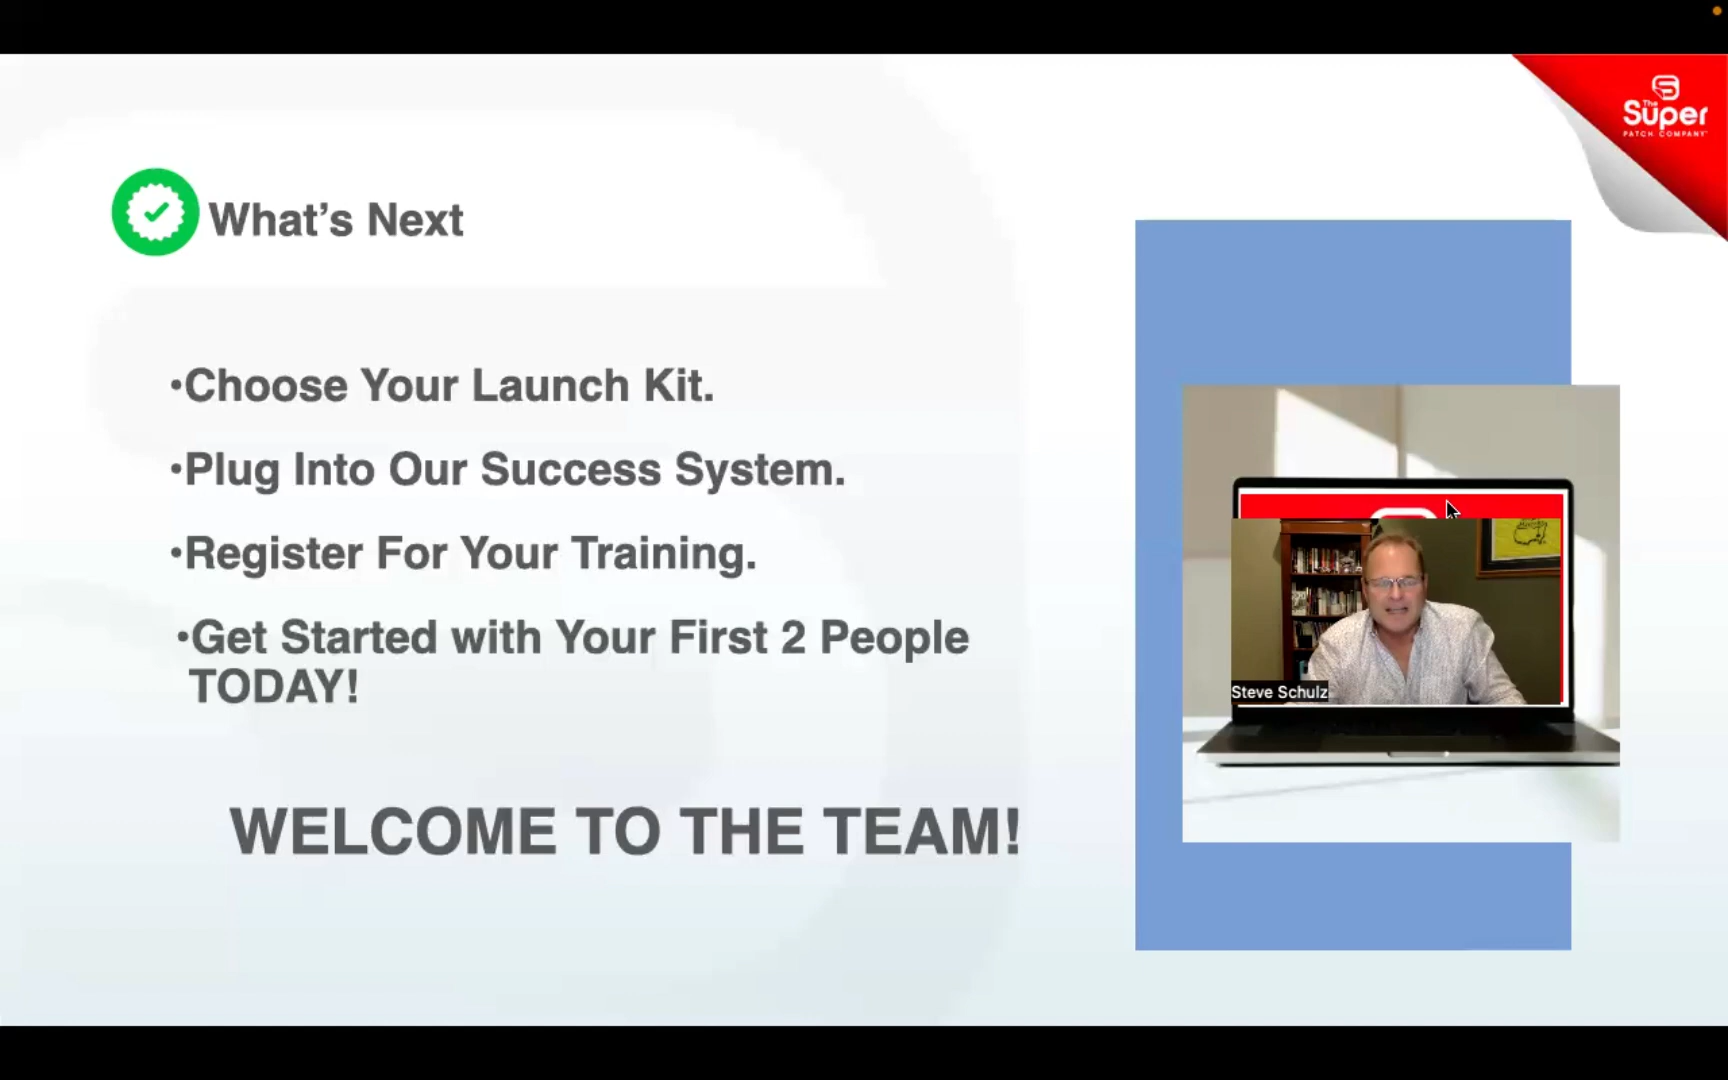 The
Super
PATCH COMPANY
What's Next
•Choose Your Launch Kit.
•Plug Into Our Success System.
•Register For Your Training.
•Get Started with Your First 2 People
TODAY!
Steve Schulz
WELCOME TO THE TEAM!